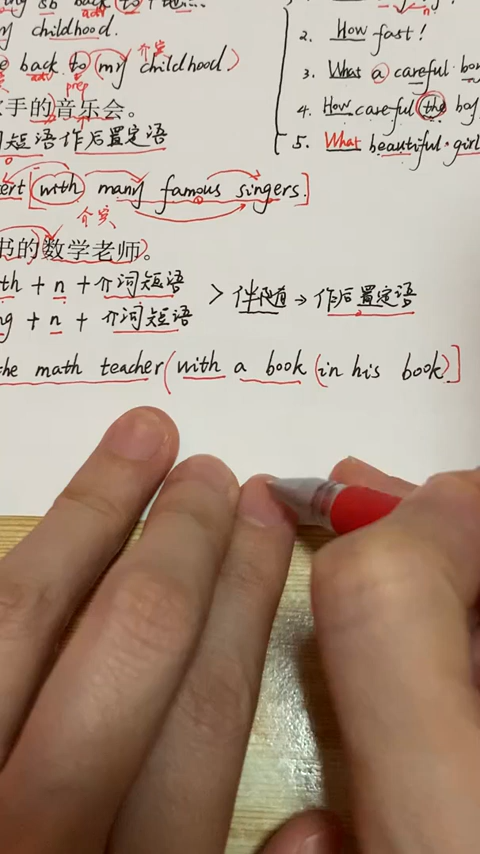 childhood.
back to my childhood)
介宾
adj
prep
手的音乐会。
短语作后置定语
[with many famous singers.]
介宾
书的数学老师)。
th + n + 介词短语
ng + n + 介词短语
> 伴随 → 作后置定语
the math teacher (with a book (in his book)]
2. How fast!
3. What a careful
4. How careful the boy
5. What beautiful girl